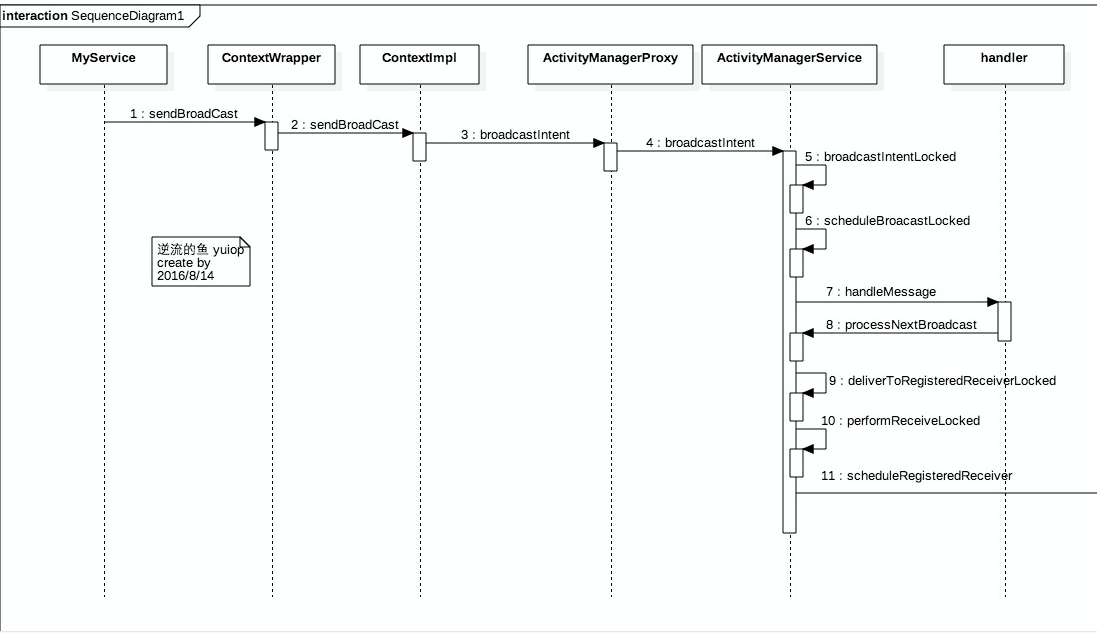 interaction SequenceDiagram1
MyService
ContextWrapper
ContextImpl
ActivityManagerProxy
ActivityManagerService
handler
1 : sendBroadCast
2 : sendBroadCast
3 : broadcastIntent
4 : broadcastIntent
5 : broadcastIntentLocked
6 : scheduleBroacastLocked
逆流的鱼 yuiop
create by
2016/8/14
7 : handleMessage
8 : processNextBroadcast
9 : deliverToRegisteredReceiverLocked
10 : performReceiveLocked
11 : scheduleRegisteredReceiver